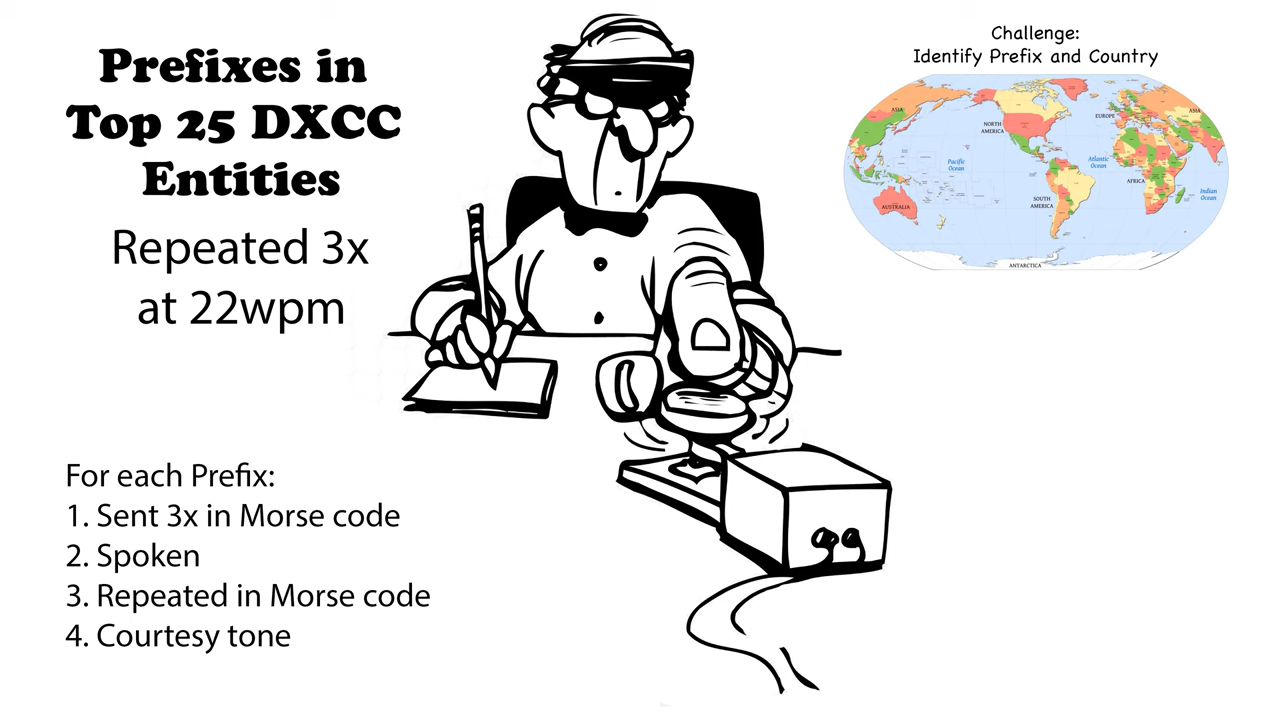 Prefixes in
Top 25 DXCC
Entities
Repeated 3x
at 22wpm
For each Prefix:
1. Sent 3x in Morse code
2. Spoken
3. Repeated in Morse code
4. Courtesy tone
Challenge:
Identify Prefix and Country
ASIA
NORTH
AMERICA
EUROPE
ASIA
Pacific
Ocean
Atlantic
Ocean
AFRICA
SOUTH
AMERICA
Indian
Ocean
AUSTRALIA
ANTARCTICA